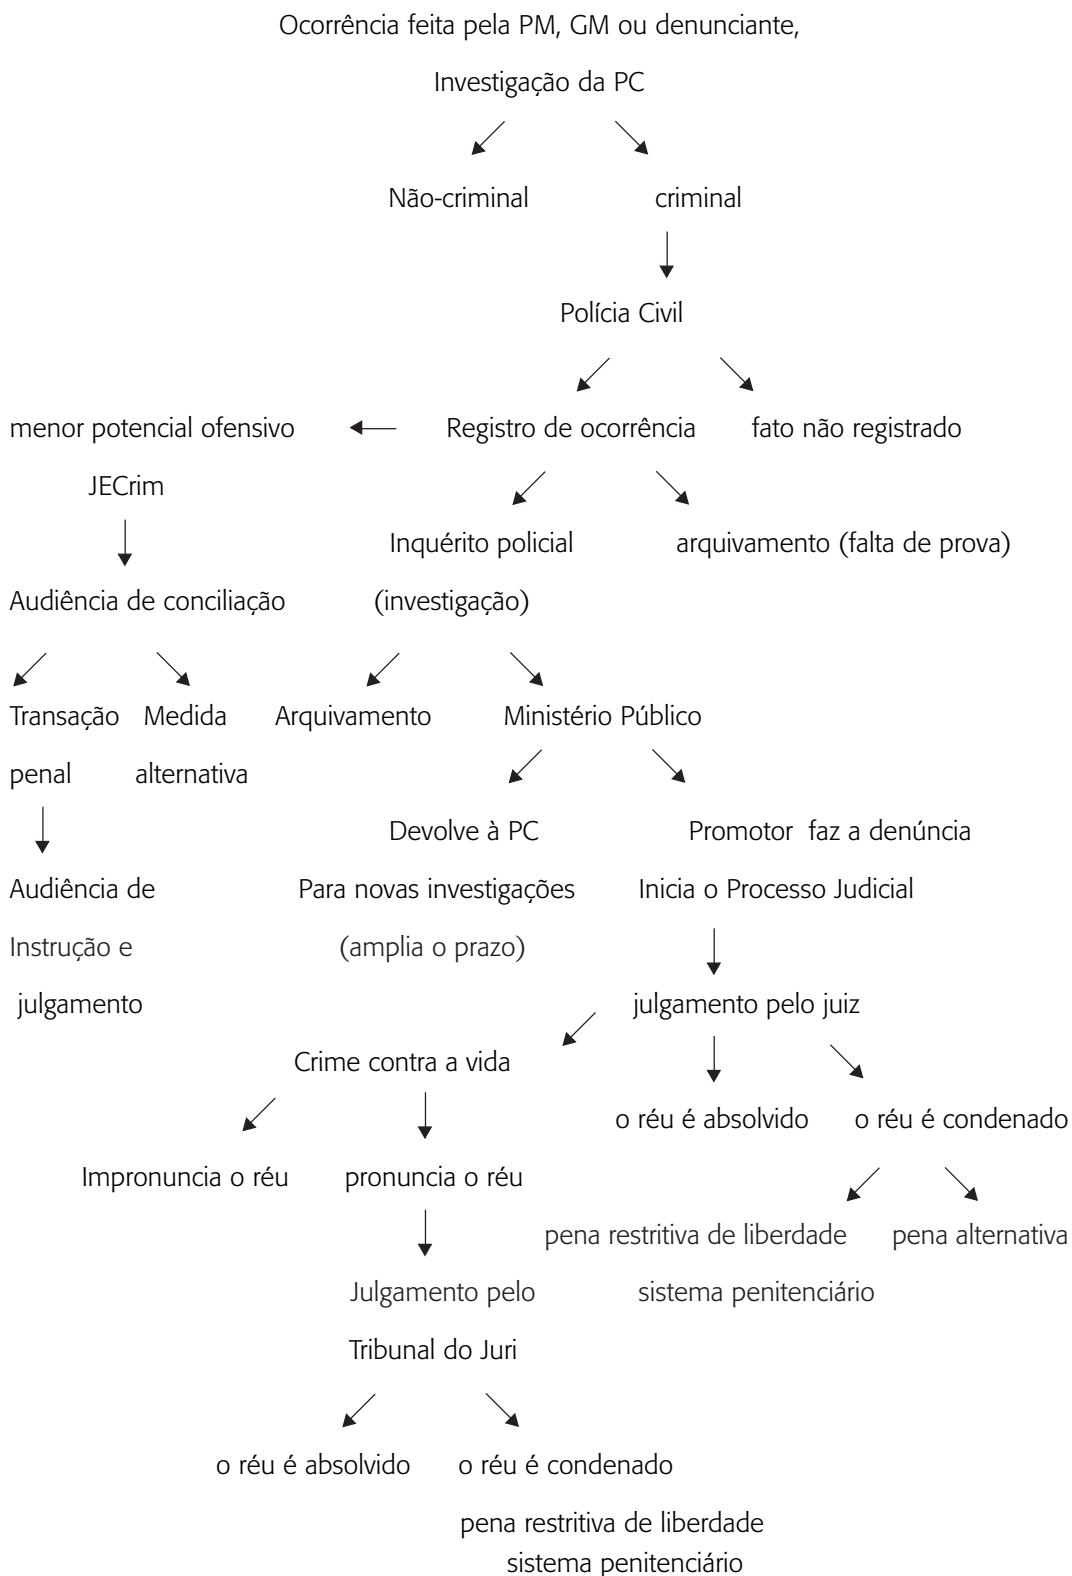 Ocorrência feita pela PM, GM ou denunciante,
Investigação da PC
Não-criminal criminal
Polícia Civil
menor potencial ofensivo Registro de ocorrência fato não registrado
JECrim
Inquérito policial arquivamento (falta de prova)
Audiência de conciliação (investigação)
Transação Medida Arquivamento Ministério Público
penal alternativa
Devolve à PC Promotor faz a denúncia
Audiência de Para novas investigações Inicia o Processo Judicial
Instrução e (amplia o prazo)
julgamento julgamento pelo juiz
Crime contra a vida
o réu é absolvido o réu é condenado
Impronuncia o réu pronuncia o réu
pena restritiva de liberdade pena alternativa
Julgamento pelo sistema penitenciário
Tribunal do Juri
o réu é absolvido o réu é condenado
pena restritiva de liberdade
sistema penitenciário